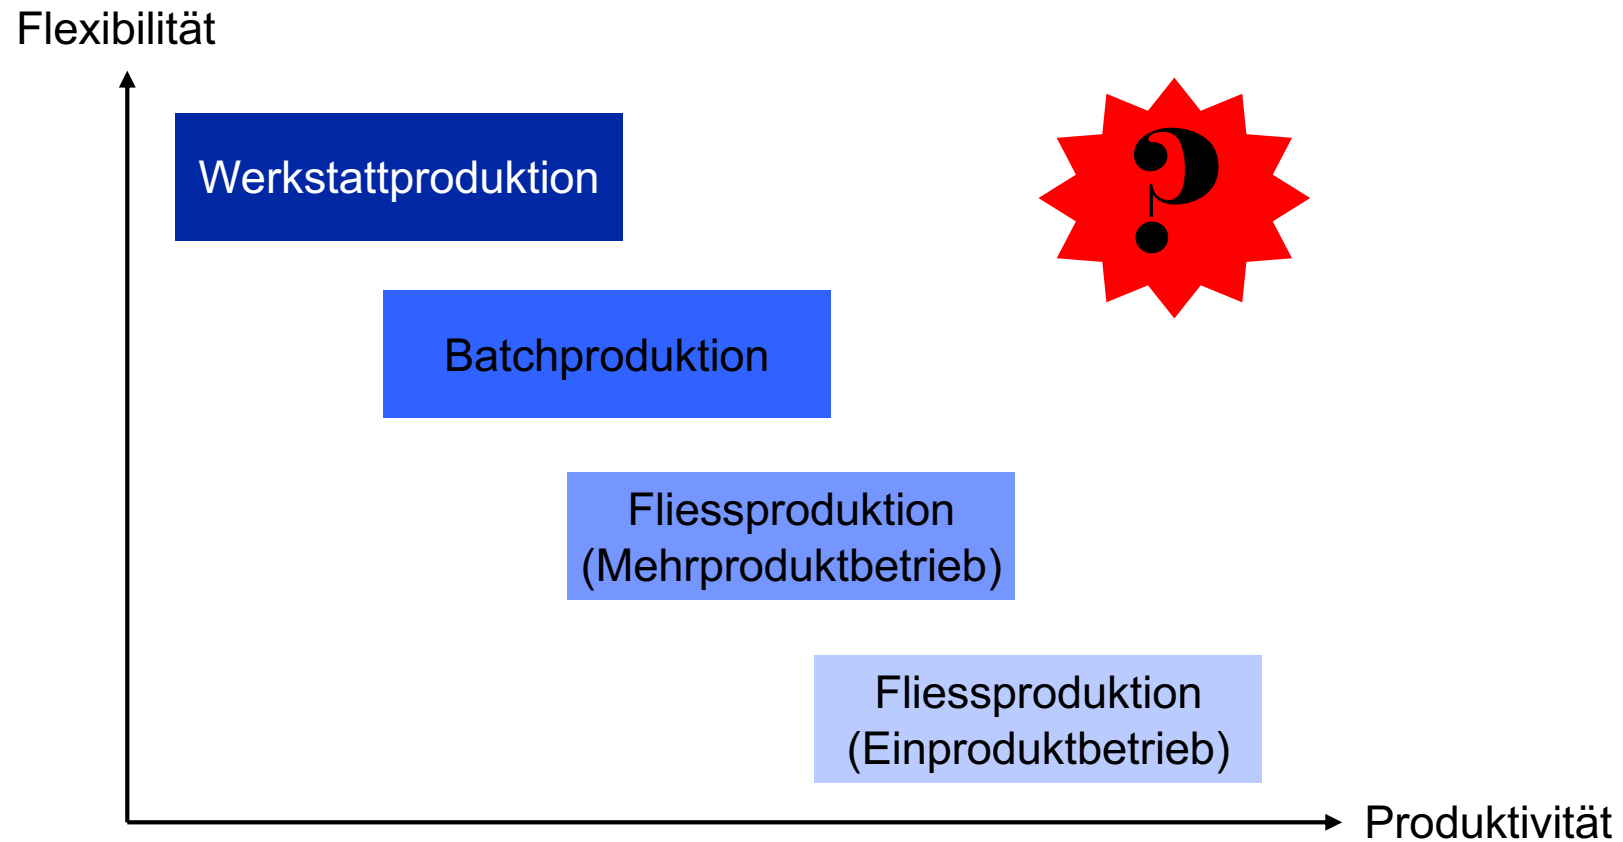 Flexibilität
Werkstattproduktion
?
Batchproduktion
Fliessproduktion
(Mehrproduktbetrieb)
Fliessproduktion
(Einproduktbetrieb)
Produktivität